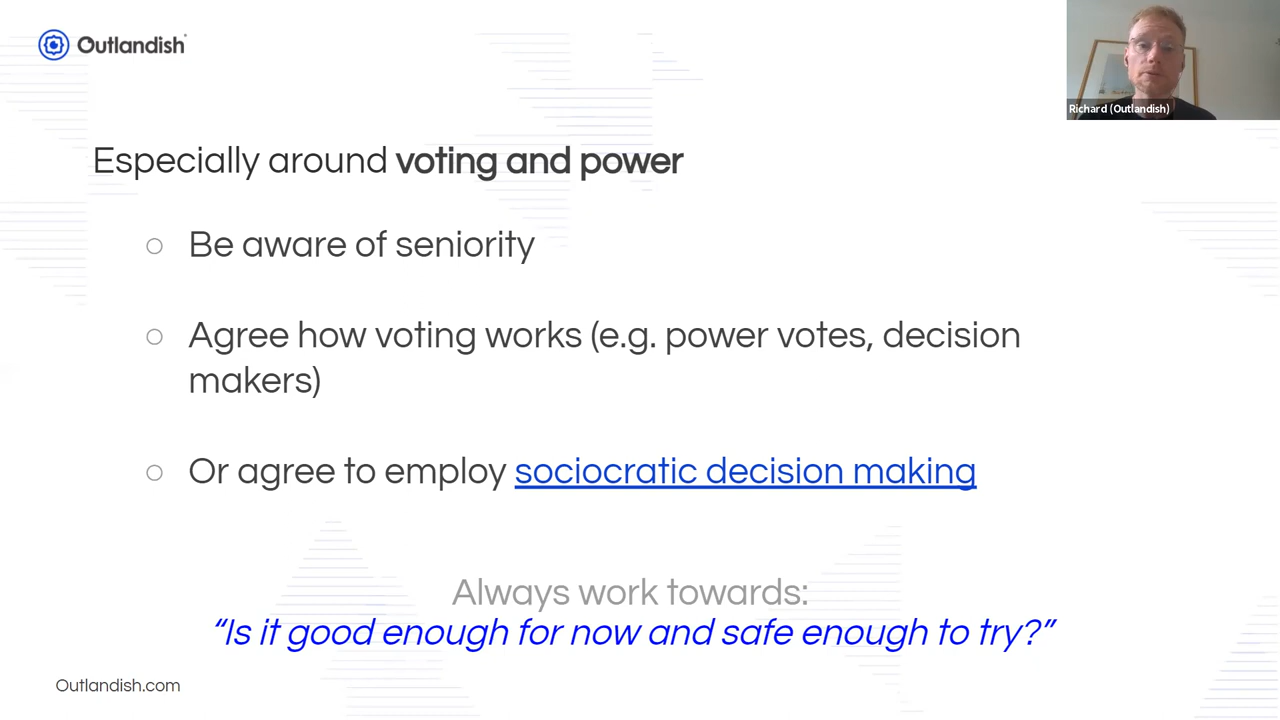 Outlandish
Richard (Outlandish)
Especially around voting and power
Be aware of seniority
Agree how voting works (e.g. power votes, decision
makers)
Or agree to employ sociocratic decision making
Always work towards:
“Is it good enough for now and safe enough to try?”
Outlandish.com